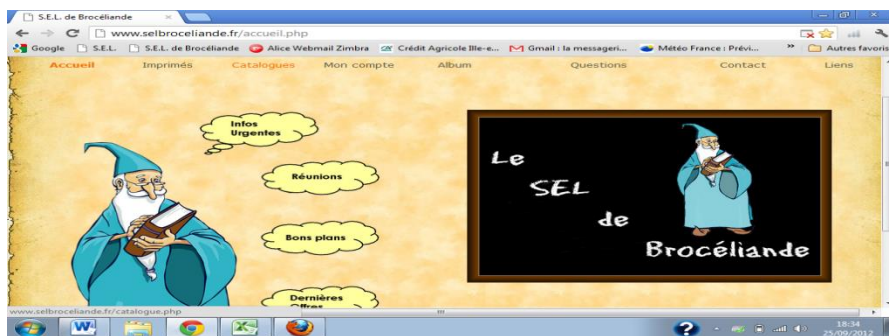 S.E.L. de Brocéliande
www.selbroceliande.fr/accueil.php
Google S.E.L. S.E.L. de Brocéliande Alice Webmail Zimbra Crédit Agricole Ille-e... Gmail : la messageri... Météo France : Prévi... » Autres favoris
Accueil Imprimés Catalogues Mon compte Album Questions Contact Liens
Infos
Urgentes
Réunions
Bons plans
Dernières
Offres
Le
SEL
de
Brocéliande
www.selbroceliande.fr/catalogue.php
18:34
25/09/2012